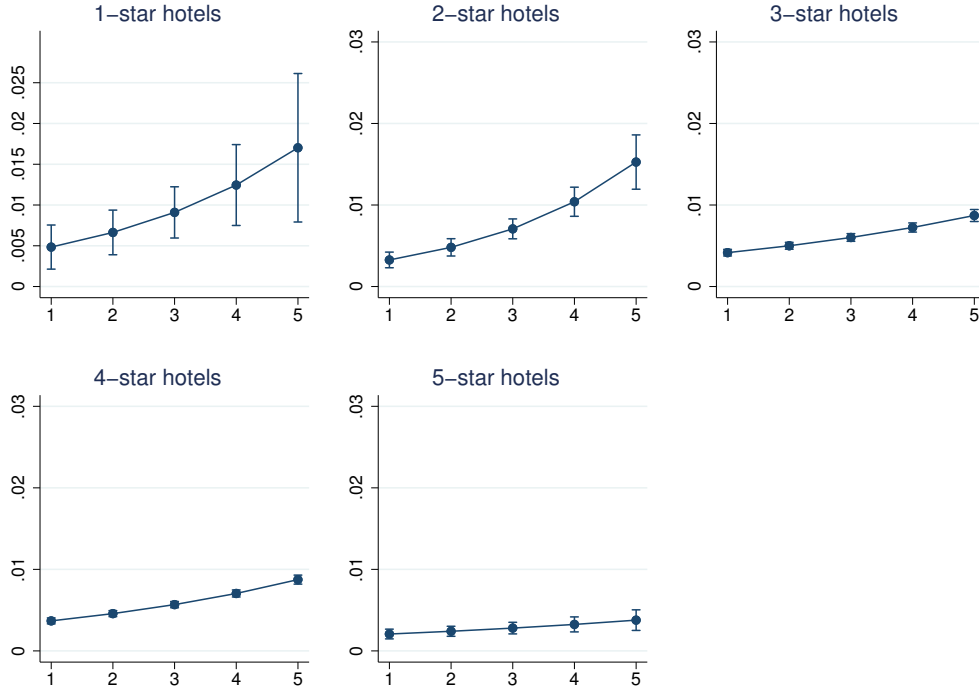 1–star hotels
0
.005
.01
.015
.02
.025
1 2 3 4 5
2–star hotels
0
.01
.02
.03
1 2 3 4 5
3–star hotels
0
.01
.02
.03
1 2 3 4 5
4–star hotels
0
.01
.02
.03
1 2 3 4 5
5–star hotels
0
.01
.02
.03
1 2 3 4 5